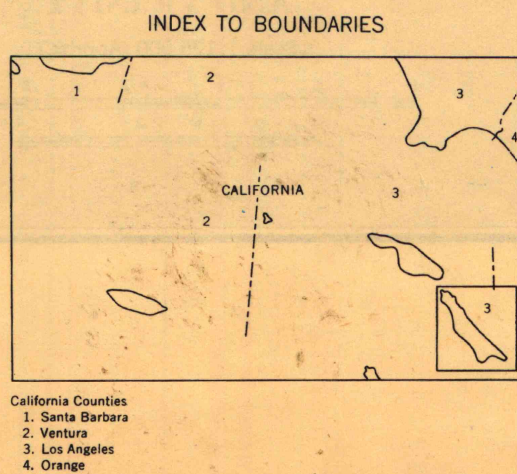 INDEX TO BOUNDARIES
1
2
3
4
CALIFORNIA
3
2
3
California Counties
1. Santa Barbara
2. Ventura
3. Los Angeles
4. Orange